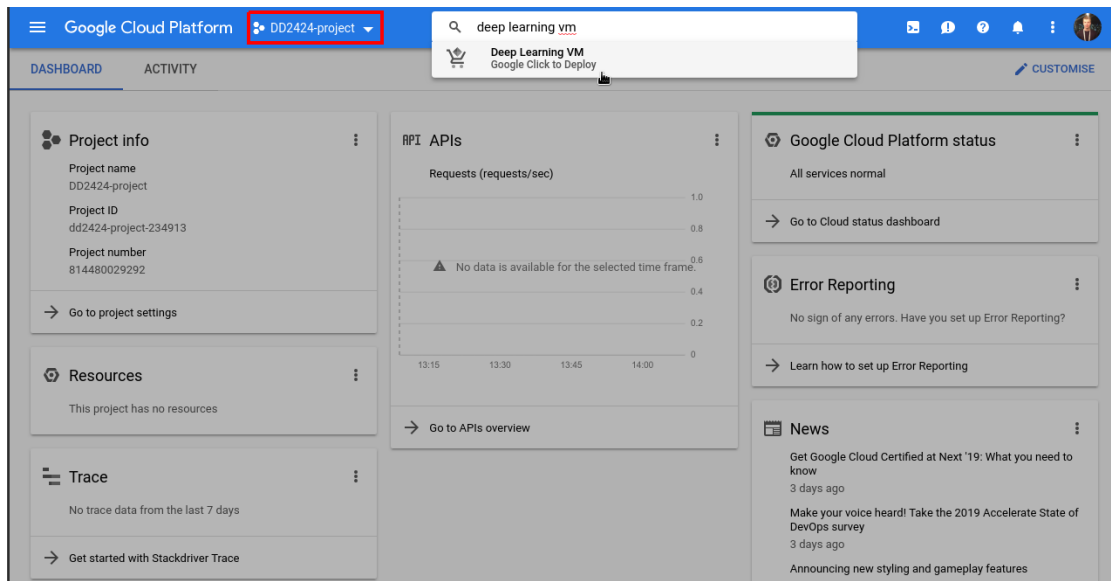 Google Cloud Platform
DD2424-project
deep learning vm
Deep Learning VM
Google Click to Deploy
DASHBOARD
ACTIVITY
CUSTOMISE
Project info
Project name
DD2424-project
Project ID
dd2424-project-234913
Project number
814480029292
Go to project settings
Resources
This project has no resources
Trace
No trace data from the last 7 days
Get started with Stackdriver Trace
API APIs
Requests (requests/sec)
1.0
0.8
0.6
No data is available for the selected time frame.
0.4
0.2
0
13:15
13:30
13:45
14:00
Go to APIs overview
Google Cloud Platform status
All services normal
Go to Cloud status dashboard
Error Reporting
No sign of any errors. Have you set up Error Reporting?
Learn how to set up Error Reporting
News
Get Google Cloud Certified at Next '19: What you need to
know
3 days ago
Make your voice heard! Take the 2019 Accelerate State of
DevOps survey
3 days ago
Announcing new styling and gameplay features